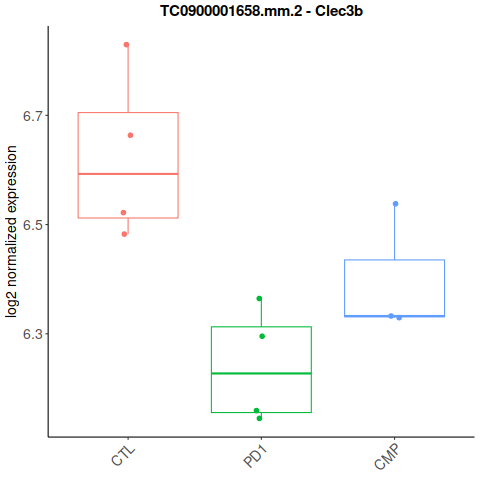 TC0900001658.mm.2 - Clec3b
log2 normalized expression
6.7
6.5
6.3
CTL
PD1
CMP